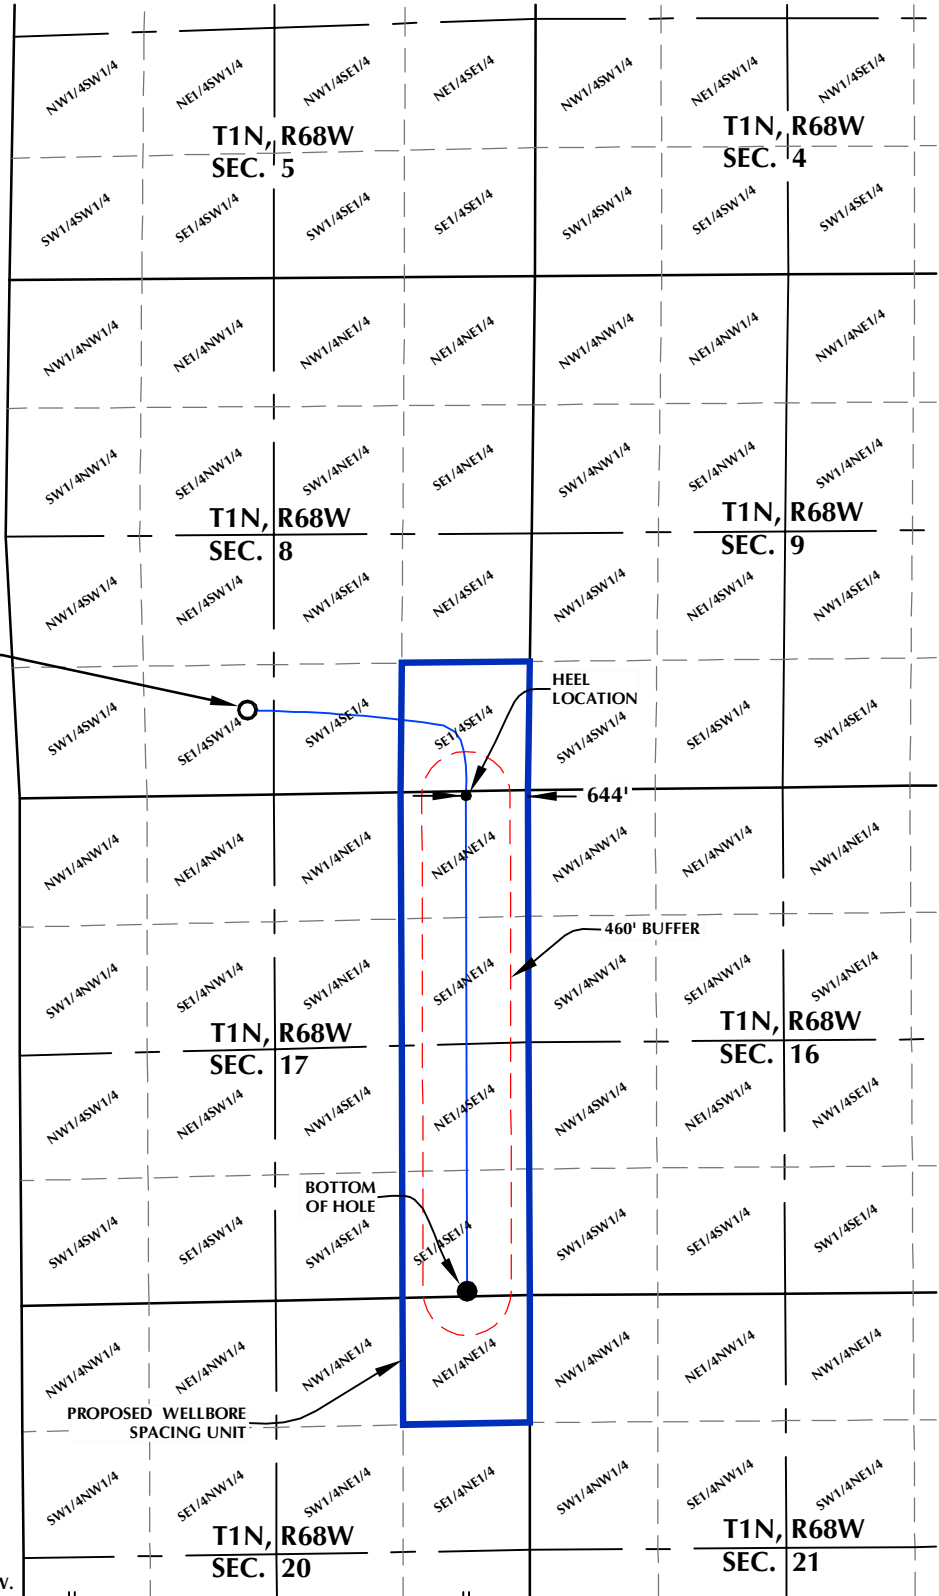 NW1/4SW1/4 NE1/4SW1/4 NW1/4SE1/4 NE1/4SE1/4 NW1/4SW1/4 NE1/4SW1/4 NW1/4SE1/4
T1N, R68W
SEC. 5
T1N, R68W
SEC. 4
SW1/4SW1/4 SE1/4SW1/4 SW1/4SE1/4 SE1/4SE1/4 SW1/4SW1/4 SE1/4SW1/4 SW1/4SE1/4
NW1/4NW1/4 NE1/4NW1/4 NW1/4NE1/4 NE1/4NE1/4 NW1/4NW1/4 NE1/4NW1/4 NW1/4NE1/4
SW1/4NW1/4 SE1/4NW1/4 SW1/4NE1/4 SE1/4NE1/4 SW1/4NW1/4 SE1/4NW1/4 SW1/4NE1/4
T1N, R68W
SEC. 8
T1N, R68W
SEC. 9
NW1/4SW1/4 NE1/4SW1/4 NW1/4SE1/4 NE1/4SE1/4 NW1/4SW1/4 NE1/4SW1/4 NW1/4SE1/4
HEEL
LOCATION
SW1/4SW1/4 SE1/4SW1/4 SW1/4SE1/4 SE1/4SE1/4 SW1/4SW1/4 SE1/4SW1/4 SW1/4SE1/4
644'
NW1/4NW1/4 NE1/4NW1/4 NW1/4NE1/4 NE1/4NE1/4 NW1/4NW1/4 NE1/4NW1/4 NW1/4NE1/4
460' BUFFER
SW1/4NW1/4 SE1/4NW1/4 SW1/4NE1/4 SE1/4NE1/4 SW1/4NW1/4 SE1/4NW1/4 SW1/4NE1/4
T1N, R68W
SEC. 17
T1N, R68W
SEC. 16
NW1/4SW1/4 NE1/4SW1/4 NW1/4SE1/4 NE1/4SE1/4 NW1/4SW1/4 NE1/4SW1/4 NW1/4SE1/4
BOTTOM
OF HOLE
SW1/4SW1/4 SE1/4SW1/4 SW1/4SE1/4 SE1/4SE1/4 SW1/4SW1/4 SE1/4SW1/4 SW1/4SE1/4
NW1/4NW1/4 NE1/4NW1/4 NW1/4NE1/4 NE1/4NE1/4 NW1/4NW1/4 NE1/4NW1/4 NW1/4NE1/4
PROPOSED WELLBORE
SPACING UNIT
SW1/4NW1/4 SE1/4NW1/4 SW1/4NE1/4 SE1/4NE1/4 SW1/4NW1/4 SE1/4NW1/4 SW1/4NE1/4
T1N, R68W
SEC. 20
T1N, R68W
SEC. 21